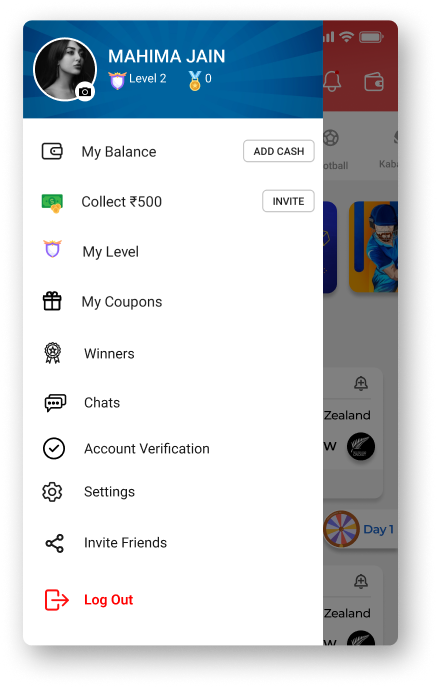 MAHIMA JAIN
Level 2
0
My Balance
ADD CASH
Collect ₹500
INVITE
My Level
My Coupons
Winners
Chats
Account Verification
Settings
Invite Friends
Log Out
otball
Kaba
Zealand
W
Day 1
Zealand
W